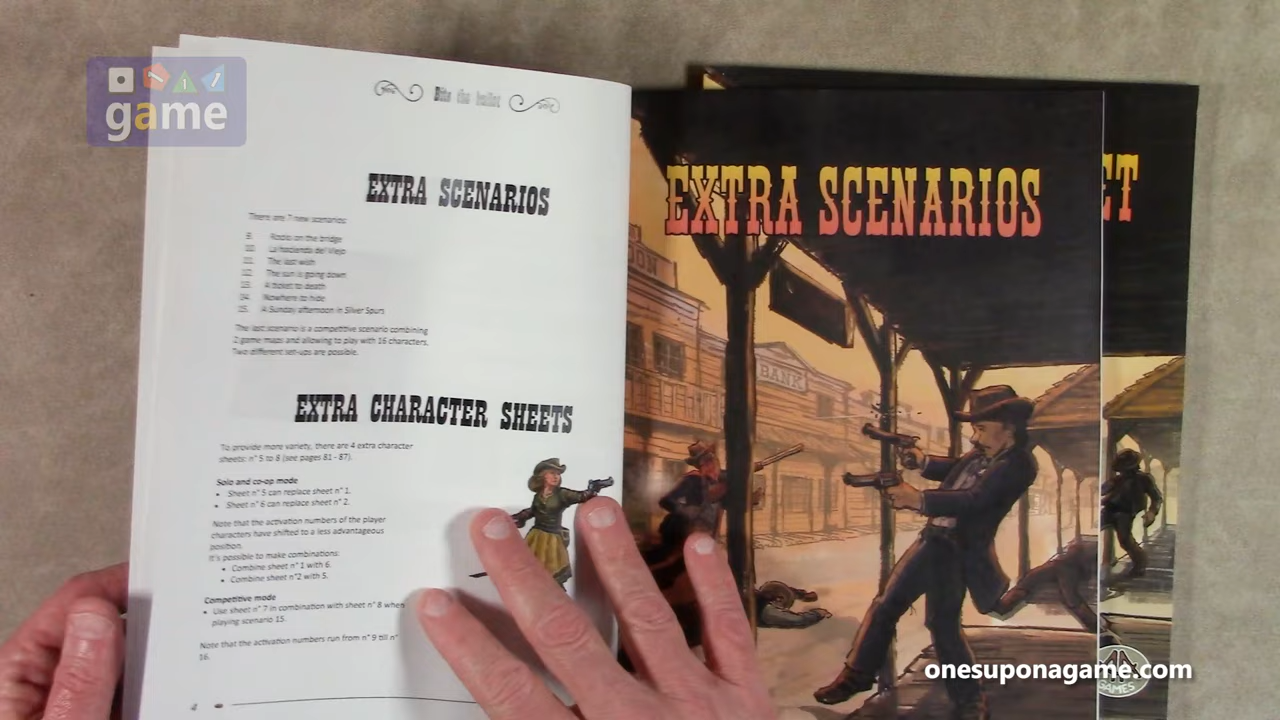 game
Bite the bullet
EXTRA SCENARIOS
There are 7 new scenarios:
9. on the bridge
10. La hacienda del Viejo
11. The last wish
12. The sun is going down
13. A ticket to death
14. Nowhere to hide
15. A Sunday afternoon in Silver Spurs
The last scenario is a competitive scenario combining
2 game maps and allowing to play with 16 characters.
Two different set-ups are possible.
EXTRA CHARACTER SHEETS
To provide more variety, there are 4 extra character
sheets: n° 5 to 8 (see pages 81 - 87).
Solo and co-op mode
• Sheet n° 5 can replace sheet n° 1.
• Sheet n° 6 can replace sheet n° 2.
Note that the activation numbers of the player
characters have shifted to a less advantageous
position.
It's possible to make combinations:
• Combine sheet n° 1 with 6.
• Combine sheet n°2 with 5.
Competitive mode
• Use sheet n° 7 in combination with sheet n° 8 when
playing scenario 15.
Note that the activation numbers run from n° 9 till n°
16.
4
EXTRA SCENARIOS
ET
BANK
GAMES
onesuponagame.com